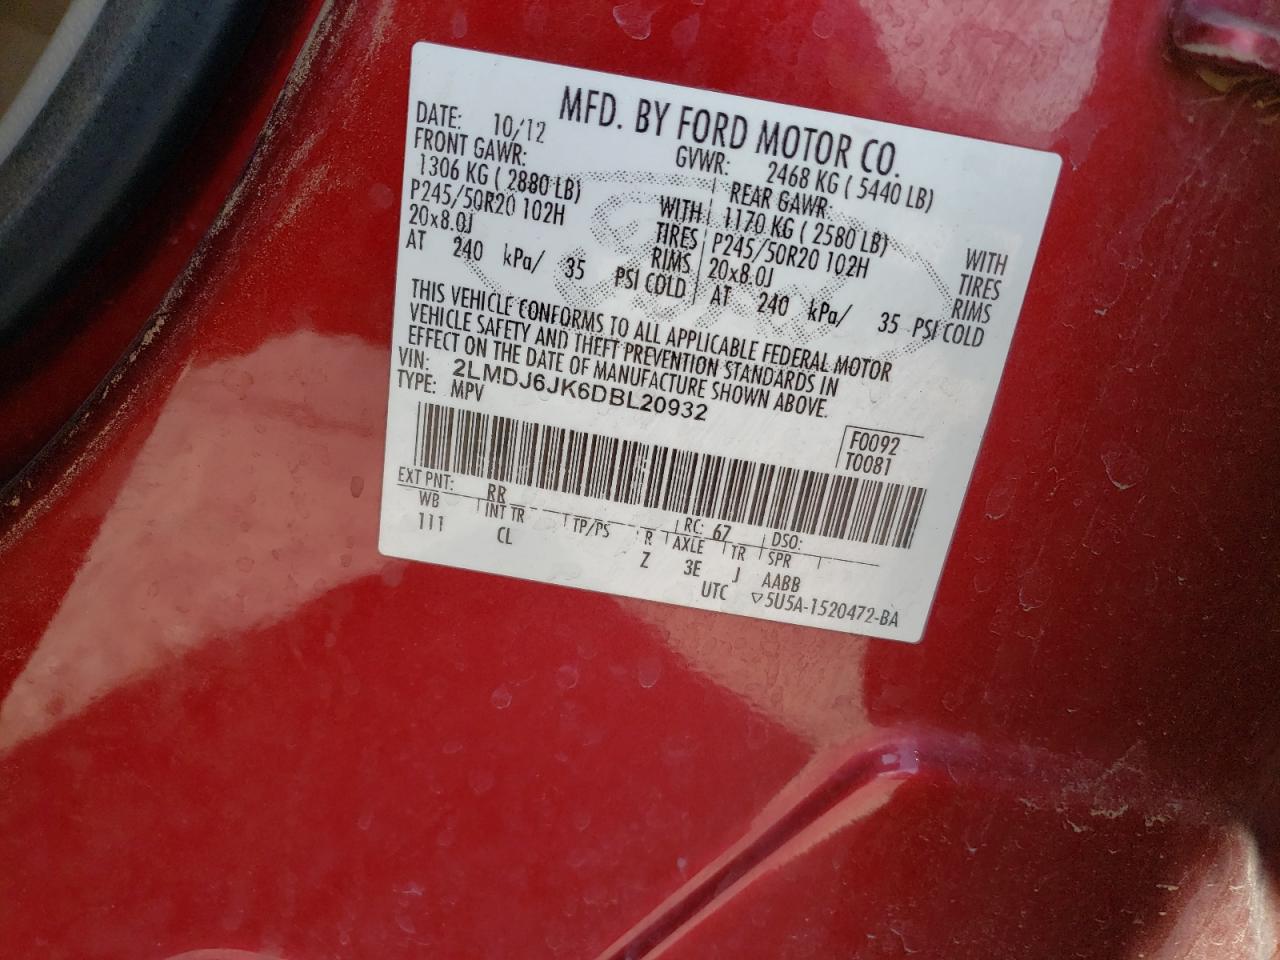 MFD. BY FORD MOTOR CO.
DATE: 10/12 GVWR: 2468 KG ( 5440 LB)
FRONT GAWR: REAR GAWR:
1306 KG ( 2880 LB) WITH 1170 KG ( 2580 LB) WITH
P245/50R20 102H TIRES P245/50R20 102H TIRES
20x8.0J RIMS 20x8.0J RIMS
AT 240 kPa/ 35 PSI COLD AT 240 kPa/ 35 PSI COLD
THIS VEHICLE CONFORMS TO ALL APPLICABLE FEDERAL MOTOR
VEHICLE SAFETY AND THEFT PREVENTION STANDARDS IN
EFFECT ON THE DATE OF MANUFACTURE SHOWN ABOVE.
VIN: 2LMDJ6JK6DBL20932
TYPE: MPV
F0092
T0081
EXT PNT: RR RC: 67 DSO:
WB INT TR TP/PS R AXLE TR SPR
111 CL Z 3E J AABB
UTC ▽5U5A-1520472-BA